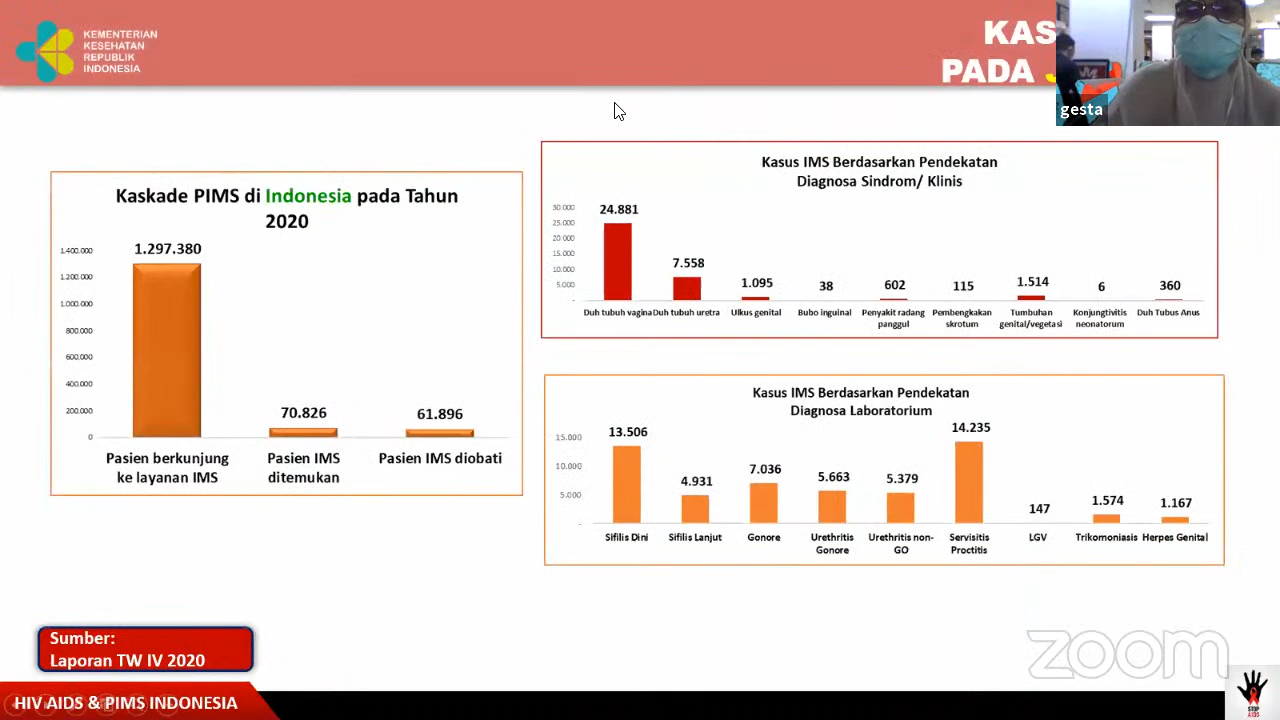 KEMENTERIAN
KESEHATAN
REPUBLIK
INDONESIA
KAS
PADA
gesta
Kaskade PIMS di Indonesia pada Tahun
2020
1.400.000
1.200.000
1.000.000
800.000
600.000
400.000
200.000
0
1.297.380
70.826
61.896
Pasien berkunjung
ke layanan IMS
Pasien IMS
ditemukan
Pasien IMS diobati
Kasus IMS Berdasarkan Pendekatan
Diagnosa Sindrom/ Klinis
30.000
25.000
20.000
15.000
10.000
5.000
-
24.881
7.558
1.095
38
602
115
1.514
6
360
Duh tubuh vagina
Duh tubuh uretra
Ulkus genital
Bubo inguinal
Penyakit radang
panggul
Pembengkakan
skrotum
Tumbuhan
genital/vegetasi
Konjungtivitis
neonatorum
Duh Tubus Anus
Kasus IMS Berdasarkan Pendekatan
Diagnosa Laboratorium
15.000
10.000
5.000
-
13.506
4.931
7.036
5.663
5.379
14.235
147
1.574
1.167
Sifilis Dini
Sifilis Lanjut
Gonore
Urethritis
Gonore
Urethritis non-
GO
Servisitis
Proctitis
LGV
Trikomoniasis
Herpes Genital
Sumber:
Laporan TW IV 2020
zoom
HIV AIDS & PIMS INDONESIA
STOP
AIDS